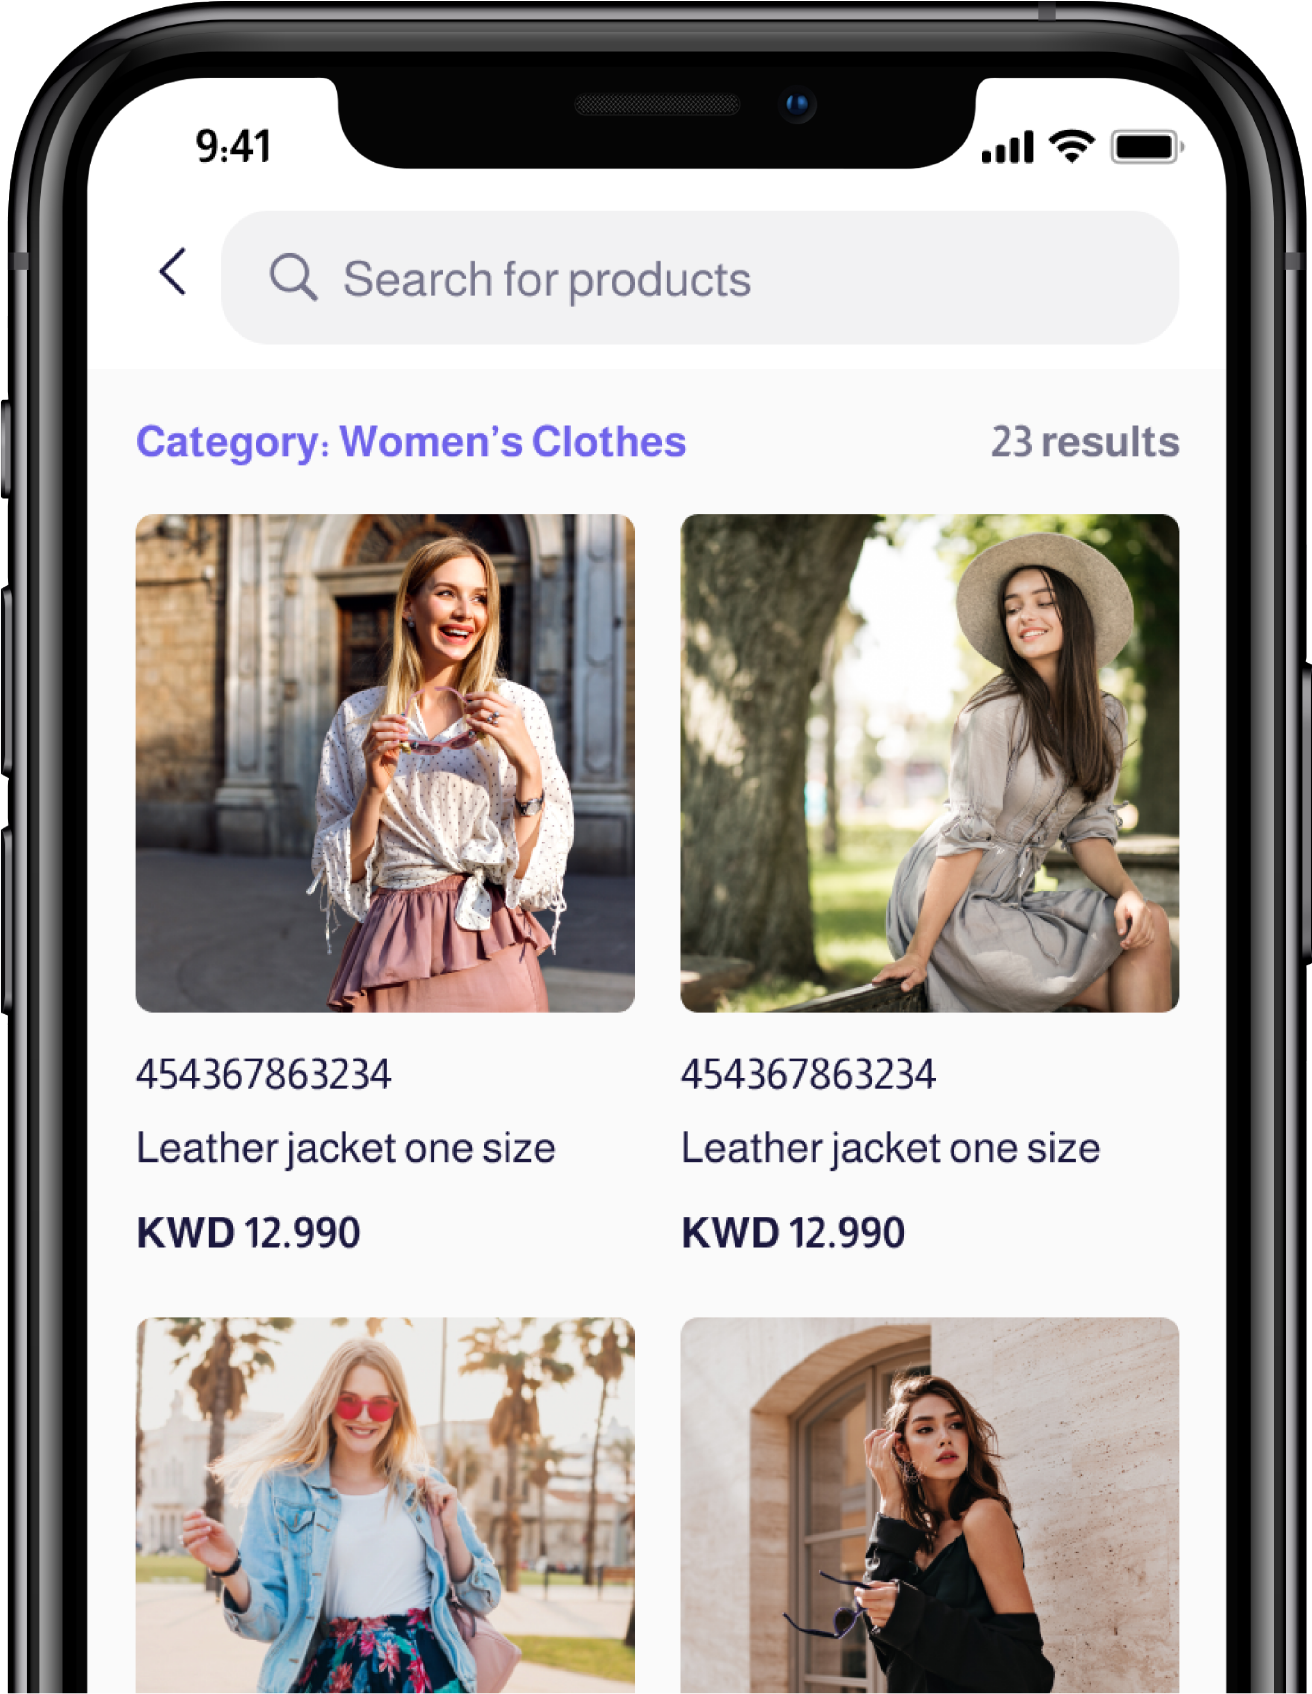 9:41
Search for products
Category: Women's Clothes
23 results
454367863234
454367863234
Leather jacket one size
Leather jacket one size
KWD 12.990
KWD 12.990